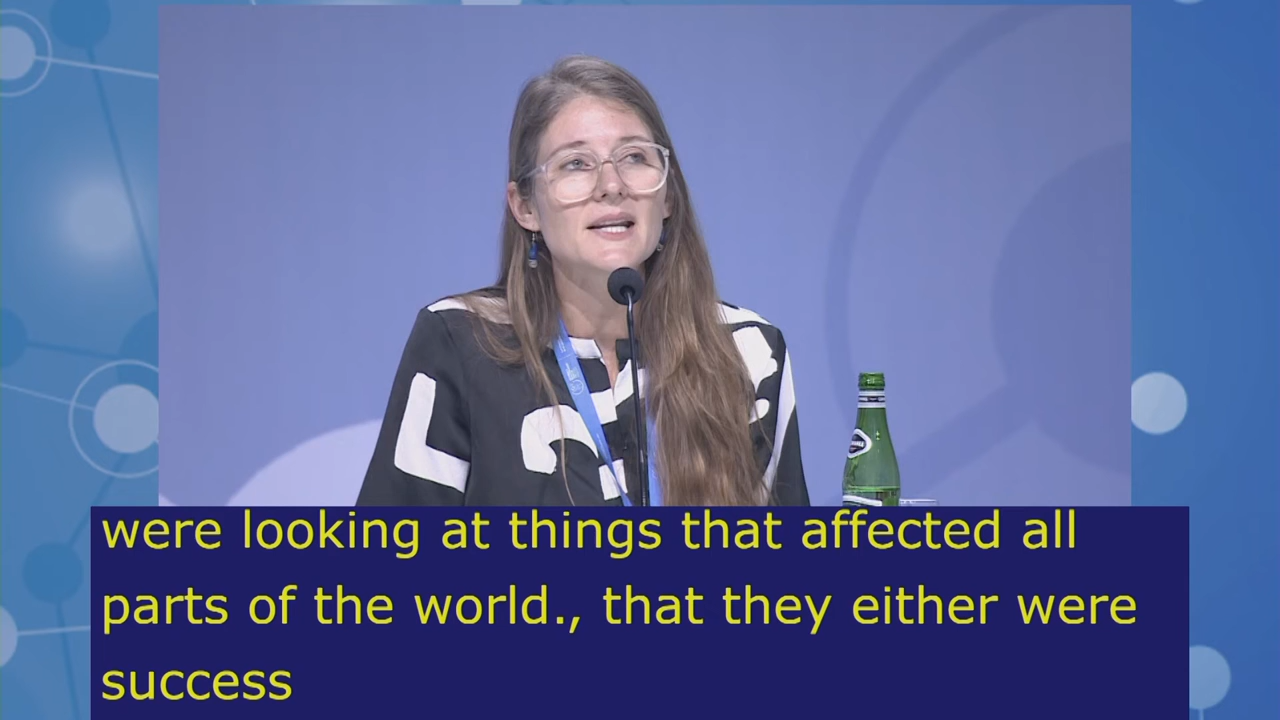 were looking at things that affected all
parts of the world., that they either were
success